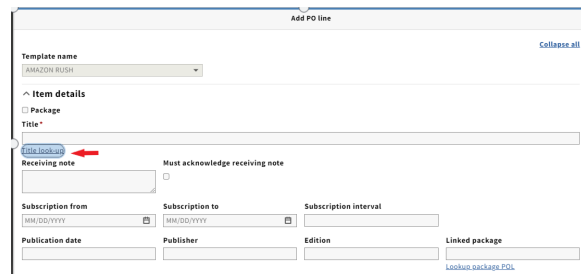 Add PO line
Collapse all
Template name
AMAZON RUSH
Item details
Package
Title*
Title look-up
Receiving note Must acknowledge receiving note
Subscription from Subscription to Subscription interval
MM/DD/YYYY MM/DD/YYYY
Publication date Publisher Edition Linked package
Lookup package POL